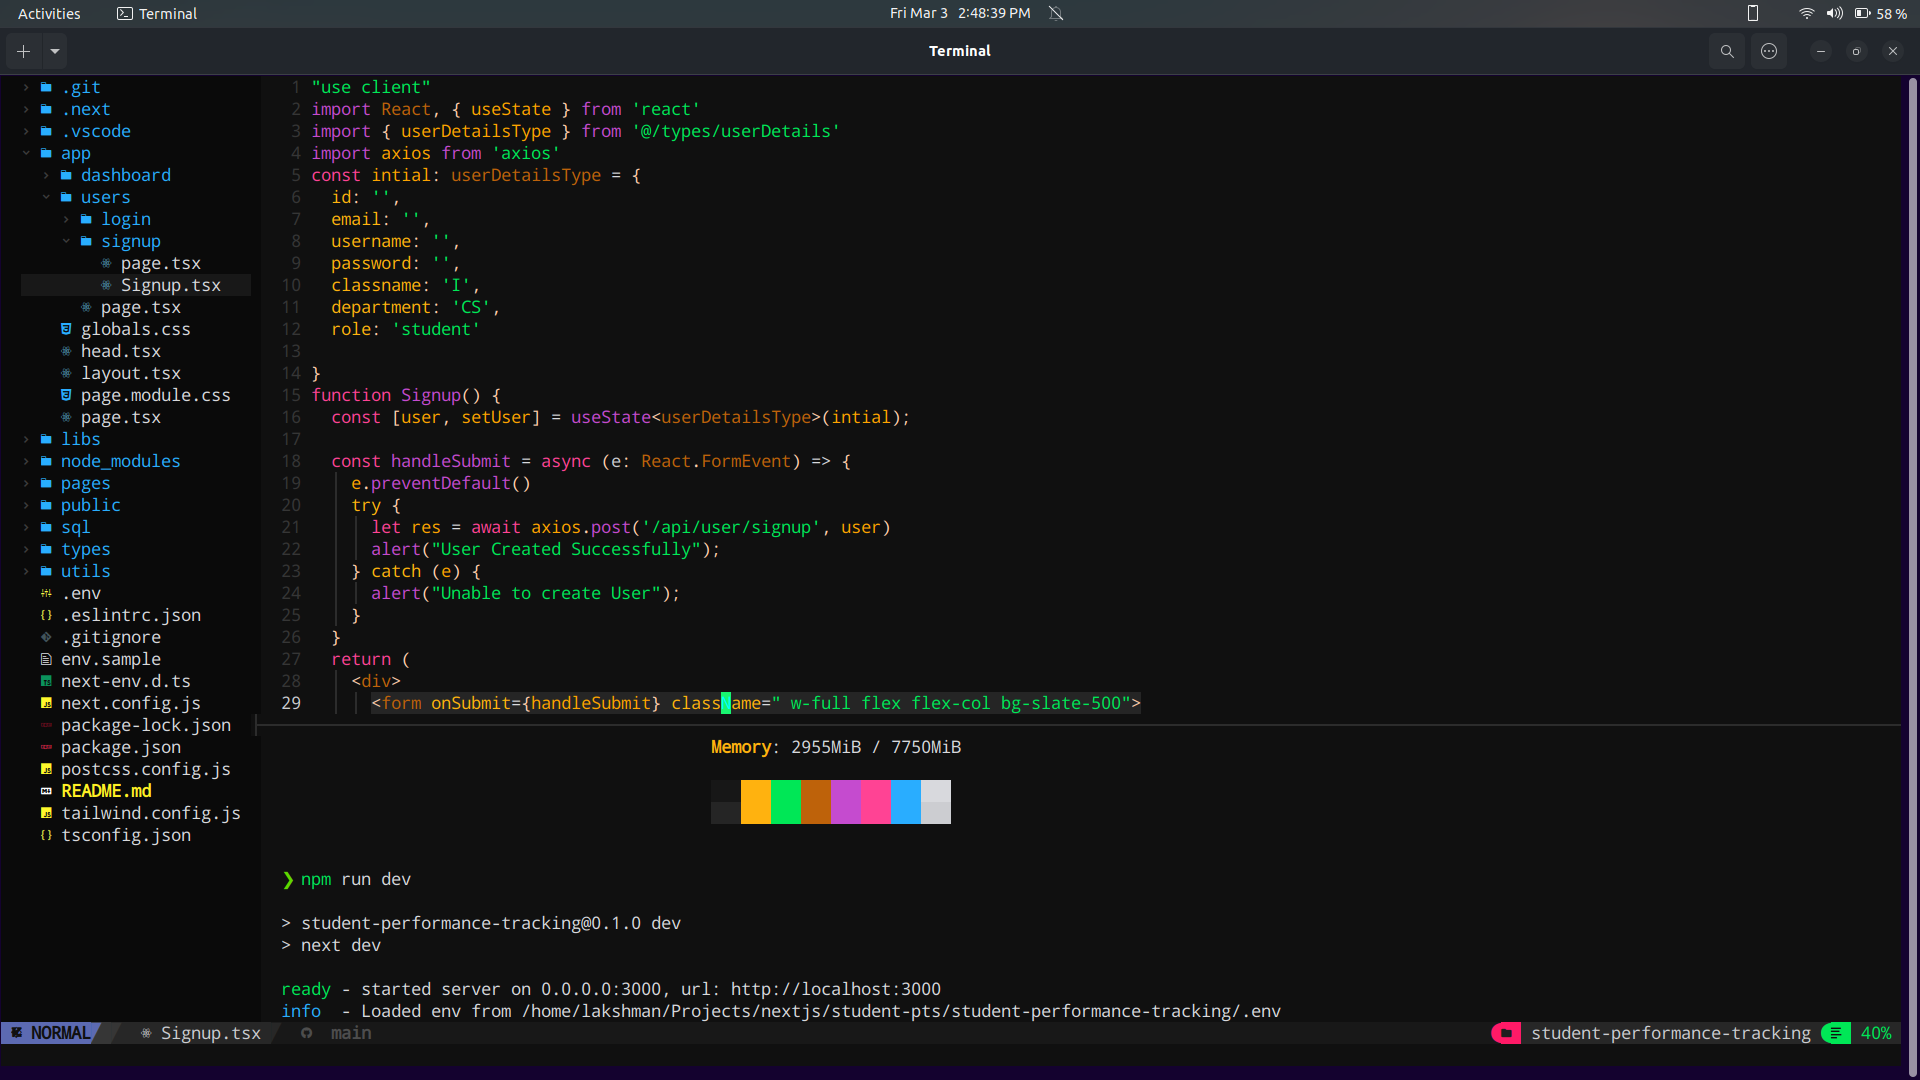 Activities Terminal Fri Mar 3 2:48:39 PM 58 %
Terminal
.git
.next
.vscode
app
dashboard
users
login
signup
page.tsx
Signup.tsx
page.tsx
globals.css
head.tsx
layout.tsx
page.module.css
page.tsx
libs
node_modules
pages
public
sql
types
utils
.env
.eslintrc.json
.gitignore
env.sample
next-env.d.ts
next.config.js
package-lock.json
package.json
postcss.config.js
README.md
tailwind.config.js
tsconfig.json
1 "use client"
2 import React, { useState } from 'react'
3 import { userDetailsType } from '@/types/userDetails'
4 import axios from 'axios'
5 const intial: userDetailsType = {
6   id: '',
7   email: '',
8   username: '',
9   password: '',
10   classname: 'I',
11   department: 'CS',
12   role: 'student'
13
14 }
15 function Signup() {
16   const [user, setUser] = useState<userDetailsType>(intial);
17
18   const handleSubmit = async (e: React.FormEvent) => {
19     e.preventDefault()
20     try {
21       let res = await axios.post('/api/user/signup', user)
22       alert("User Created Successfully");
23     } catch (e) {
24       alert("Unable to create User");
25     }
26   }
27   return (
28     <div>
29       <form onSubmit={handleSubmit} class ame=" w-full flex flex-col bg-slate-500">
Memory: 2955MiB / 7750MiB
❯ npm run dev
> student-performance-tracking@0.1.0 dev
> next dev
ready - started server on 0.0.0.0:3000, url: http://localhost:3000
info  - Loaded env from /home/lakshman/Projects/nextjs/student-pts/student-performance-tracking/.env
NORMAL Signup.tsx main student-performance-tracking 40%